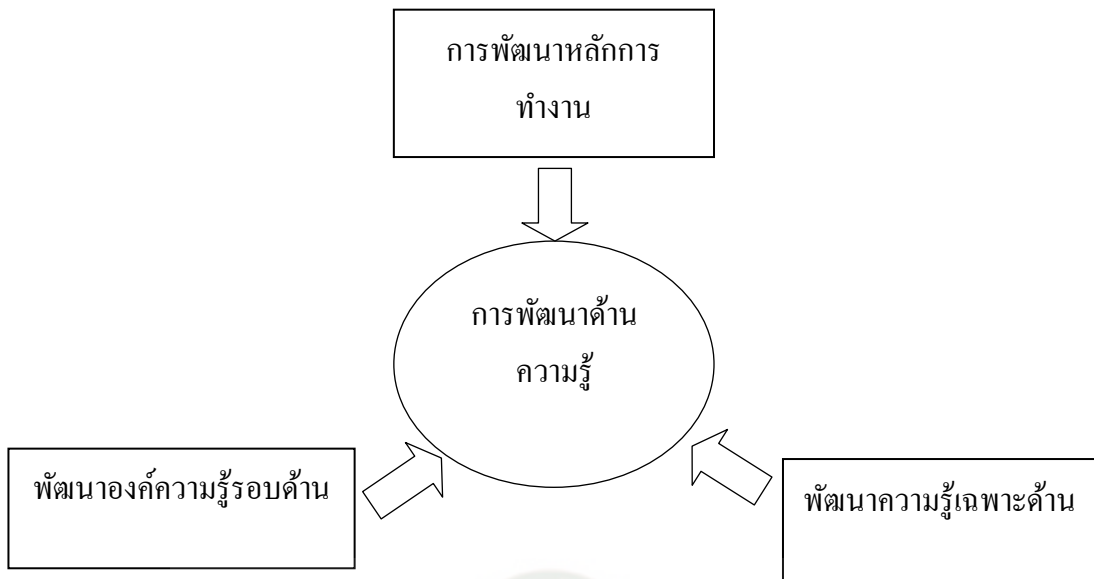 การพัฒนาหลักการ
ทำงาน
การพัฒนาด้าน
ความรู้
พัฒนาองค์ความรู้รอบด้าน
พัฒนาความรู้เฉพาะด้าน